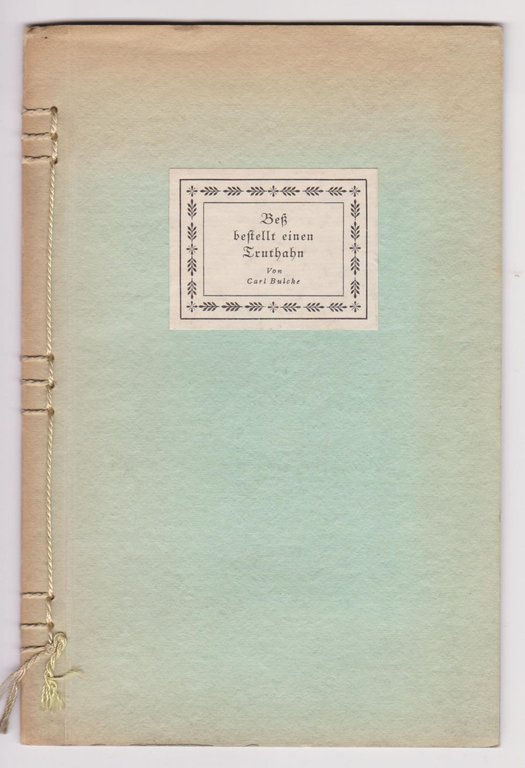 Beß
bestellt einen
Truthahn
Von
Carl Bulcke